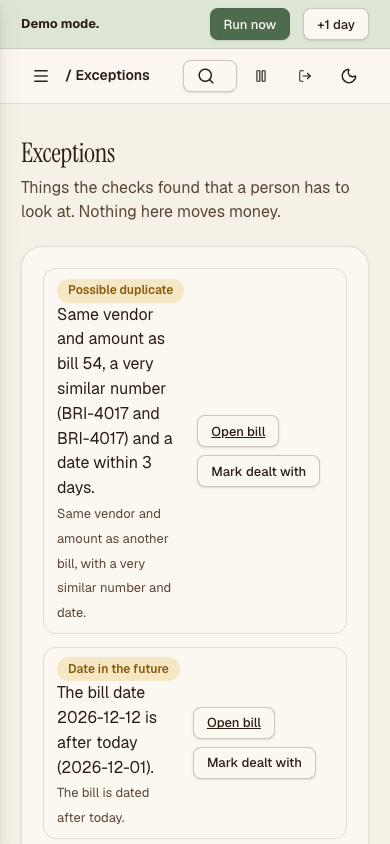 Demo mode.
Run now
+1 day
/ Exceptions
Exceptions
Things the checks found that a person has to
look at. Nothing here moves money.
Possible duplicate
Same vendor
and amount as
bill 54, a very
similar number
(BRI-4017 and
BRI-4017) and a
date within 3
days.
Same vendor and
amount as another
bill, with a very
similar number and
date.
Open bill
Mark dealt with
Date in the future
The bill date
2026-12-12 is
after today
(2026-12-01).
The bill is dated
after today.
Open bill
Mark dealt with